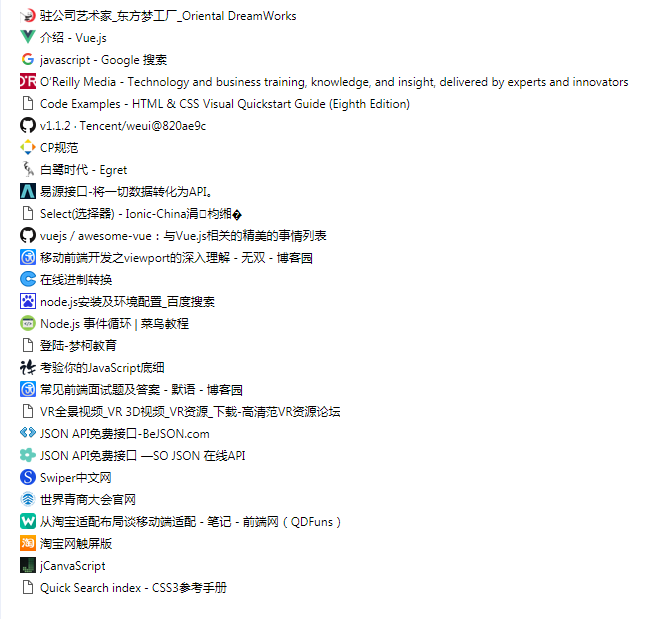 驻公司艺术家_东方梦工厂_Oriental DreamWorks
介绍 - Vue.js
javascript - Google 搜索
O'Reilly Media - Technology and business training, knowledge, and insight, delivered by experts and innovators
Code Examples - HTML & CSS Visual Quickstart Guide (Eighth Edition)
v1.1.2 · Tencent/weui@820ae9c
CP规范
白鹭时代 - Egret
易源接口-将一切数据转化为API。
Select(选择器) - Ionic-China涓枃缃�
vuejs / awesome-vue：与Vue.js相关的精美的事情列表
移动前端开发之viewport的深入理解 - 无双 - 博客园
在线进制转换
node.js安装及环境配置_百度搜索
Node.js 事件循环 | 菜鸟教程
登陆-梦柯教育
考验你的JavaScript底细
常见前端面试题及答案 - 默语 - 博客园
VR全景视频_VR 3D视频_VR资源_下载-高清范VR资源论坛
JSON API免费接口-BeJSON.com
JSON API免费接口 —SO JSON 在线API
Swiper中文网
世界青商大会官网
从淘宝适配布局谈移动端适配 - 笔记 - 前端网（QDFuns）
淘宝网触屏版
jCanvaScript
Quick Search index - CSS3参考手册